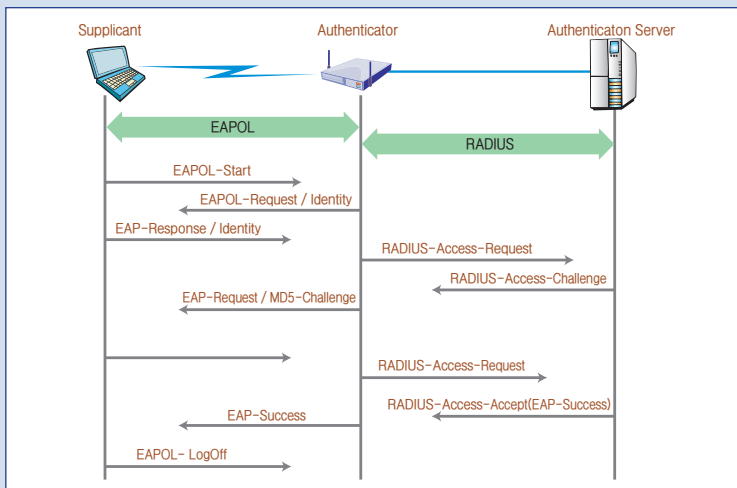 Supplicant
Authenticator
Authenticaton Server
EAPOL
RADIUS
EAPOL-Start
EAPOL-Request / Identity
EAP-Response / Identity
RADIUS-Access-Request
RADIUS-Access-Challenge
EAP-Request / MD5-Challenge
RADIUS-Access-Request
RADIUS-Access-Accept(EAP-Success)
EAP-Success
EAPOL- LogOff